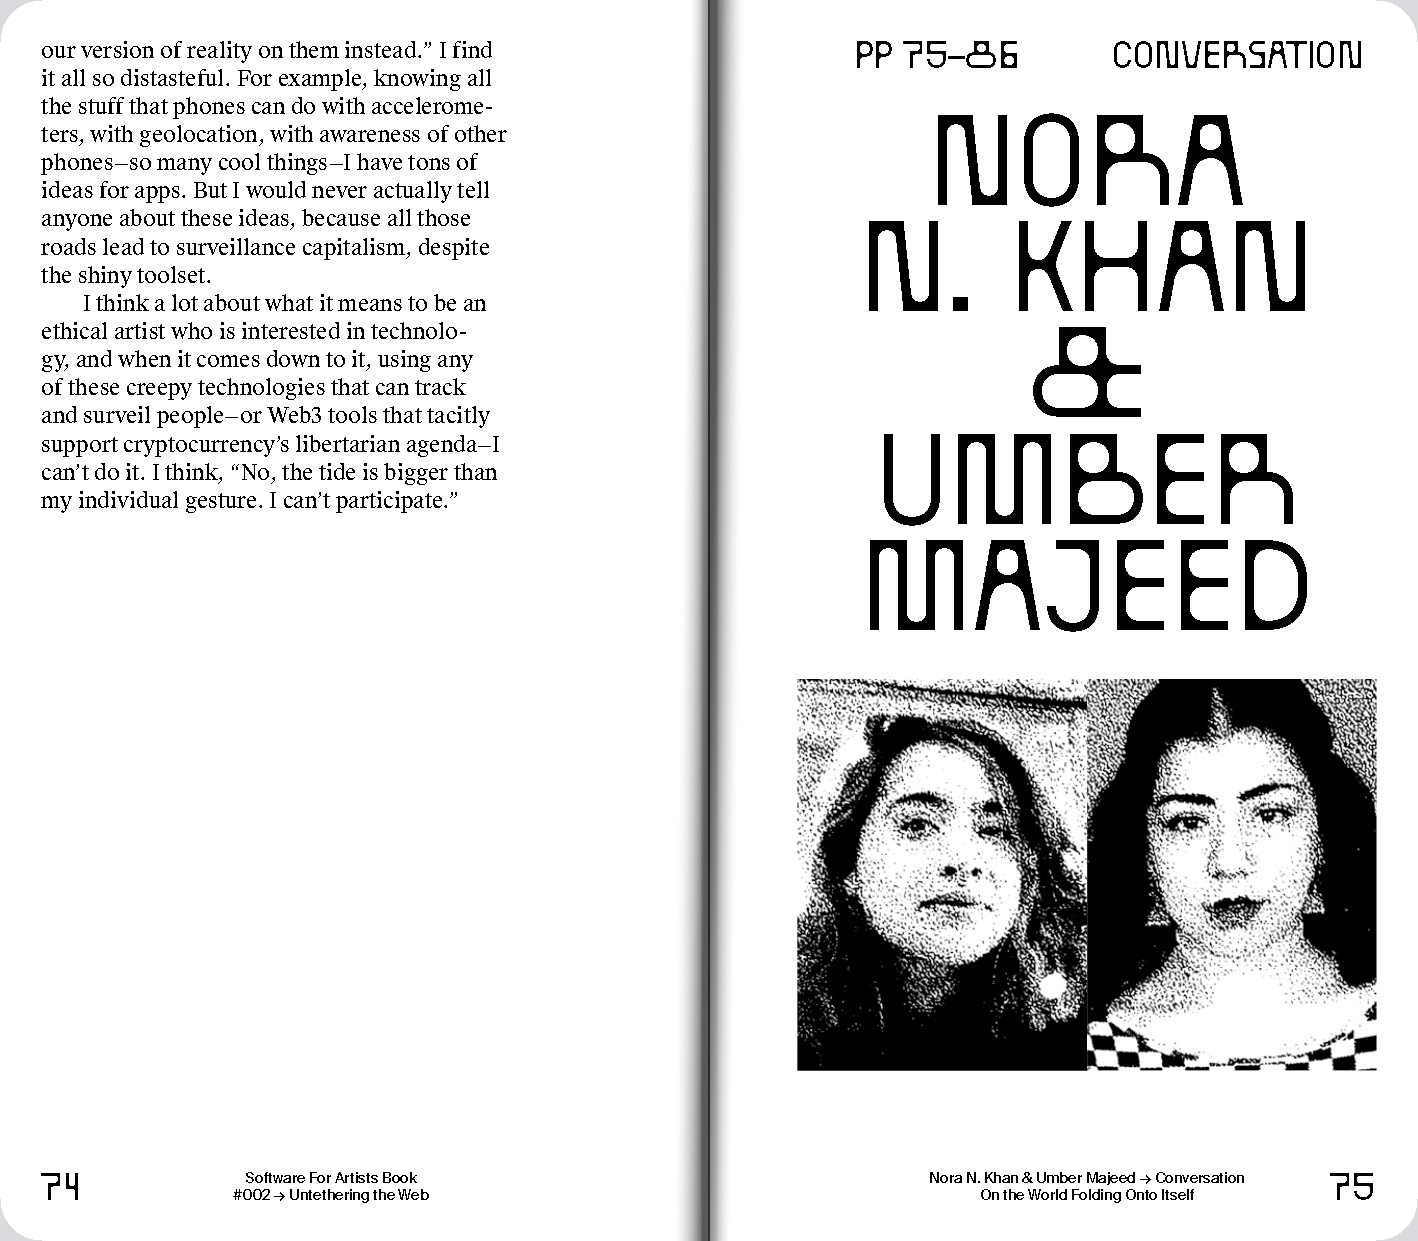 our version of reality on them instead.” I find
it all so distasteful. For example, knowing all
the stuff that phones can do with accelerome-
ters, with geolocation, with awareness of other
phones—so many cool things—I have tons of
ideas for apps. But I would never actually tell
anyone about these ideas, because all those
roads lead to surveillance capitalism, despite
the shiny toolset.
I think a lot about what it means to be an
ethical artist who is interested in technolo-
gy, and when it comes down to it, using any
of these creepy technologies that can track
and surveil people—or Web3 tools that tacitly
support cryptocurrency’s libertarian agenda—I
can’t do it. I think, “No, the tide is bigger than
my individual gesture. I can’t participate.”
74
Software For Artists Book
#002 → Untethering the Web
PP 75–86 CONVERSATION
NORA
N. KHAN
&
UMBER
MAJEED
Nora N. Khan & Umber Majeed → Conversation
On the World Folding Onto Itself
75